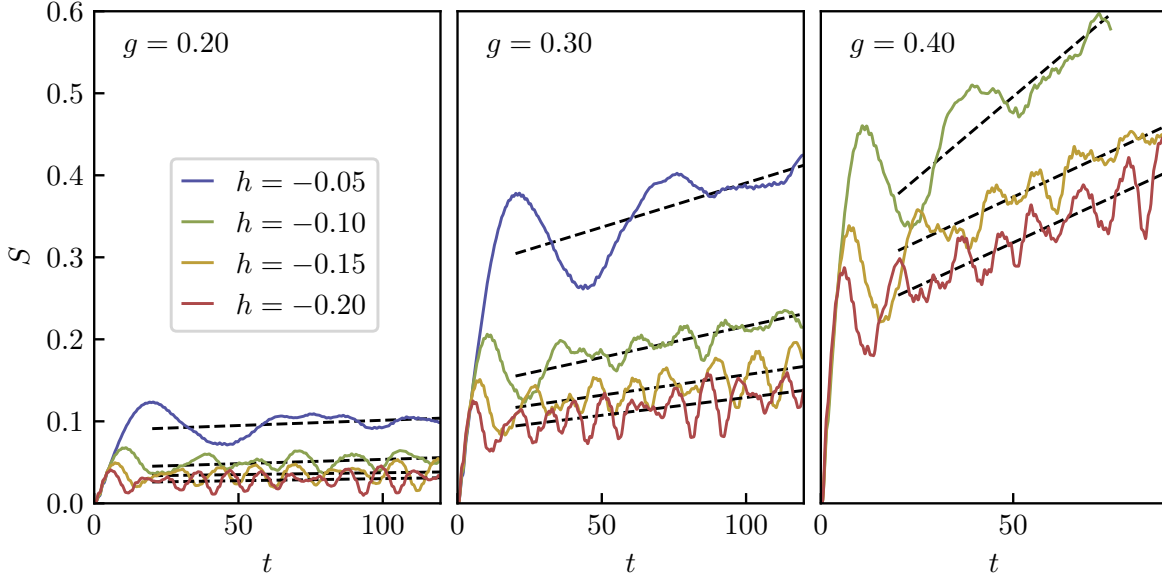 g = 0.20
g = 0.30
g = 0.40
0.6
0.5
0.4
0.3
0.2
0.1
0.0
S
h = −0.05
h = −0.10
h = −0.15
h = −0.20
0
50
100
0
50
100
0
50
t
t
t